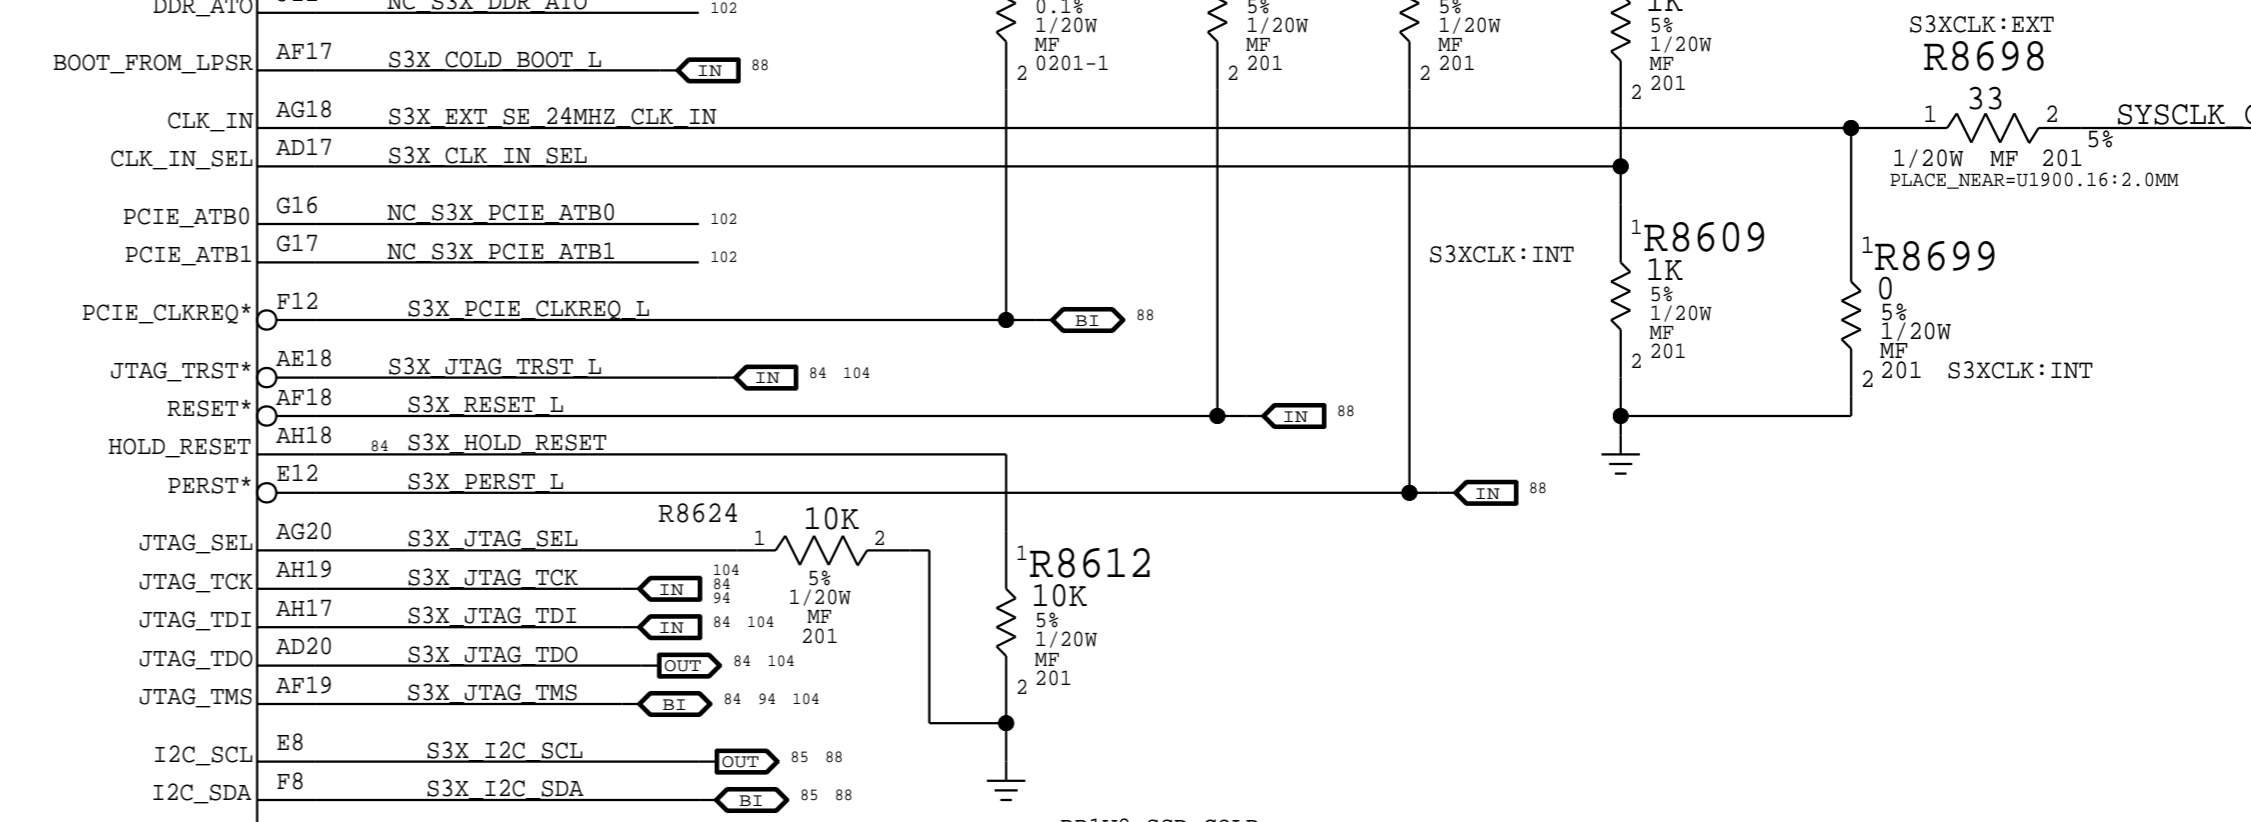 DDR_ATO
NC_S3X_DDR_ATO
102
BOOT_FROM_LPSR
AF17
S3X_COLD_BOOT_L
IN
88
CLK_IN
AG18
S3X_EXT_SE_24MHZ_CLK_IN
CLK_IN_SEL
AD17
S3X_CLK_IN_SEL
PCIE_ATB0
G16
NC_S3X_PCIE_ATB0
102
PCIE_ATB1
G17
NC_S3X_PCIE_ATB1
102
PCIE_CLKREQ*
F12
S3X_PCIE_CLKREQ_L
BI
88
JTAG_TRST*
AE18
S3X_JTAG_TRST_L
IN
84 104
RESET*
AF18
S3X_RESET_L
IN
88
HOLD_RESET
AH18
84
S3X_HOLD_RESET
PERST*
E12
S3X_PERST_L
IN
88
JTAG_SEL
AG20
S3X_JTAG_SEL
JTAG_TCK
AH19
S3X_JTAG_TCK
IN
104
84
94
JTAG_TDI
AH17
S3X_JTAG_TDI
IN
84 104
JTAG_TDO
AD20
S3X_JTAG_TDO
OUT
84 104
JTAG_TMS
AF19
S3X_JTAG_TMS
BI
84 94 104
I2C_SCL
E8
S3X_I2C_SCL
OUT
85 88
I2C_SDA
F8
S3X_I2C_SDA
BI
85 88
R8624
10K
1
2
5%
1/20W
MF
201
0.1%
1/20W
MF
0201-1
2
5%
1/20W
MF
201
2
5%
1/20W
MF
201
2
1K
5%
1/20W
MF
201
2
S3XCLK:EXT
R8698
33
1
2
SYSCLK_
5%
1/20W MF 201
PLACE_NEAR=U1900.16:2.0MM
S3XCLK:INT
1
R8609
1K
5%
1/20W
MF
201
2
1
R8699
0
5%
1/20W
MF
201
2
S3XCLK:INT
1
R8612
10K
5%
1/20W
MF
201
2